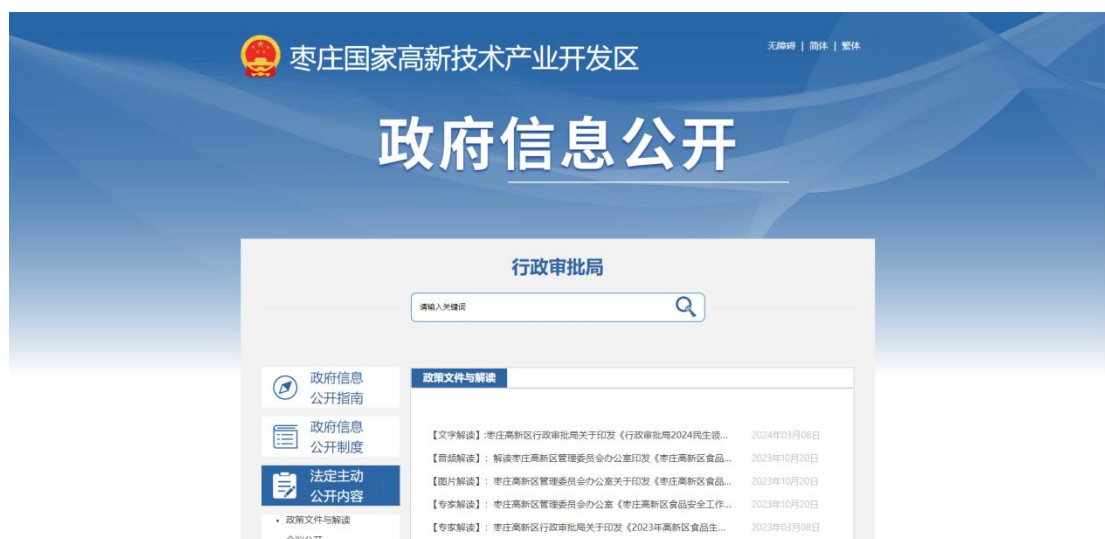 枣庄国家高新技术产业开发区
无障碍 | 简体 | 繁体
政府信息公开
行政审批局
请输入关键词
政府信息
公开指南
政府信息
公开制度
法定主动
公开内容
• 政策文件与解读
政策文件与解读
【文字解读】:枣庄高新区行政审批局关于印发《行政审批局2024民生领... 2024年03月08日
【音频解读】：解读枣庄高新区管理委员会办公室印发《枣庄高新区食品... 2023年10月20日
【图片解读】：枣庄高新区管理委员会办公室关于印发《枣庄高新区食品... 2023年10月20日
【专家解读】：枣庄高新区管理委员会办公室《枣庄高新区食品安全工作... 2023年10月20日
【专家解读】：枣庄高新区行政审批局关于印发《2023年高新区食品生... 2023年03月08日